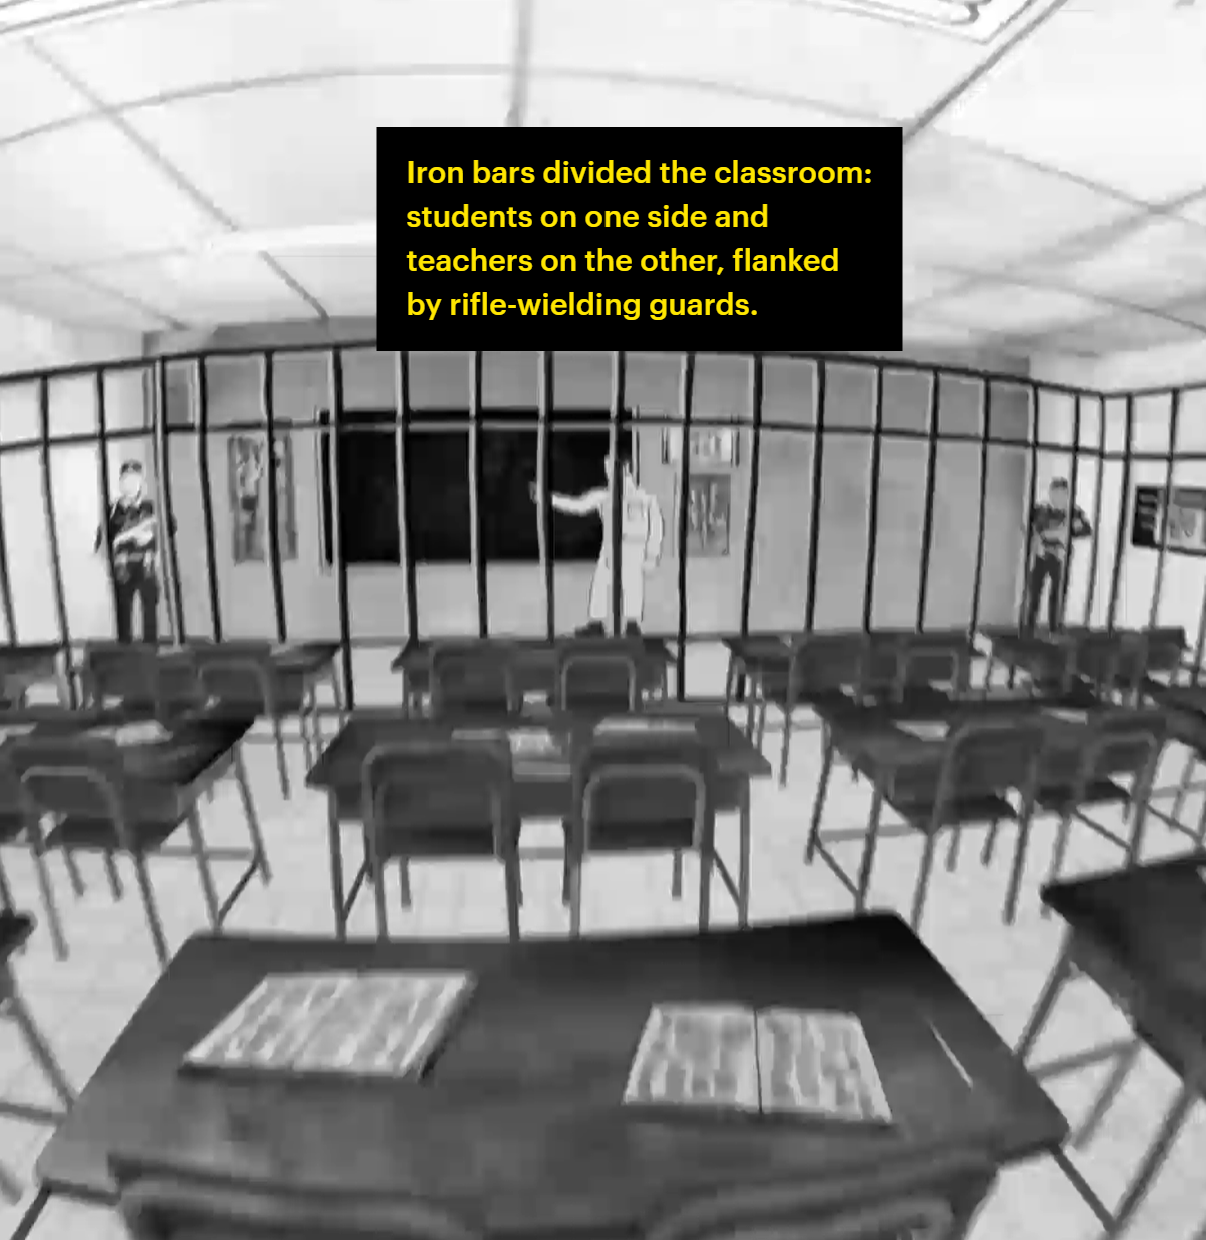 Iron bars divided the classroom:
students on one side and
teachers on the other, flanked
by rifle-wielding guards.